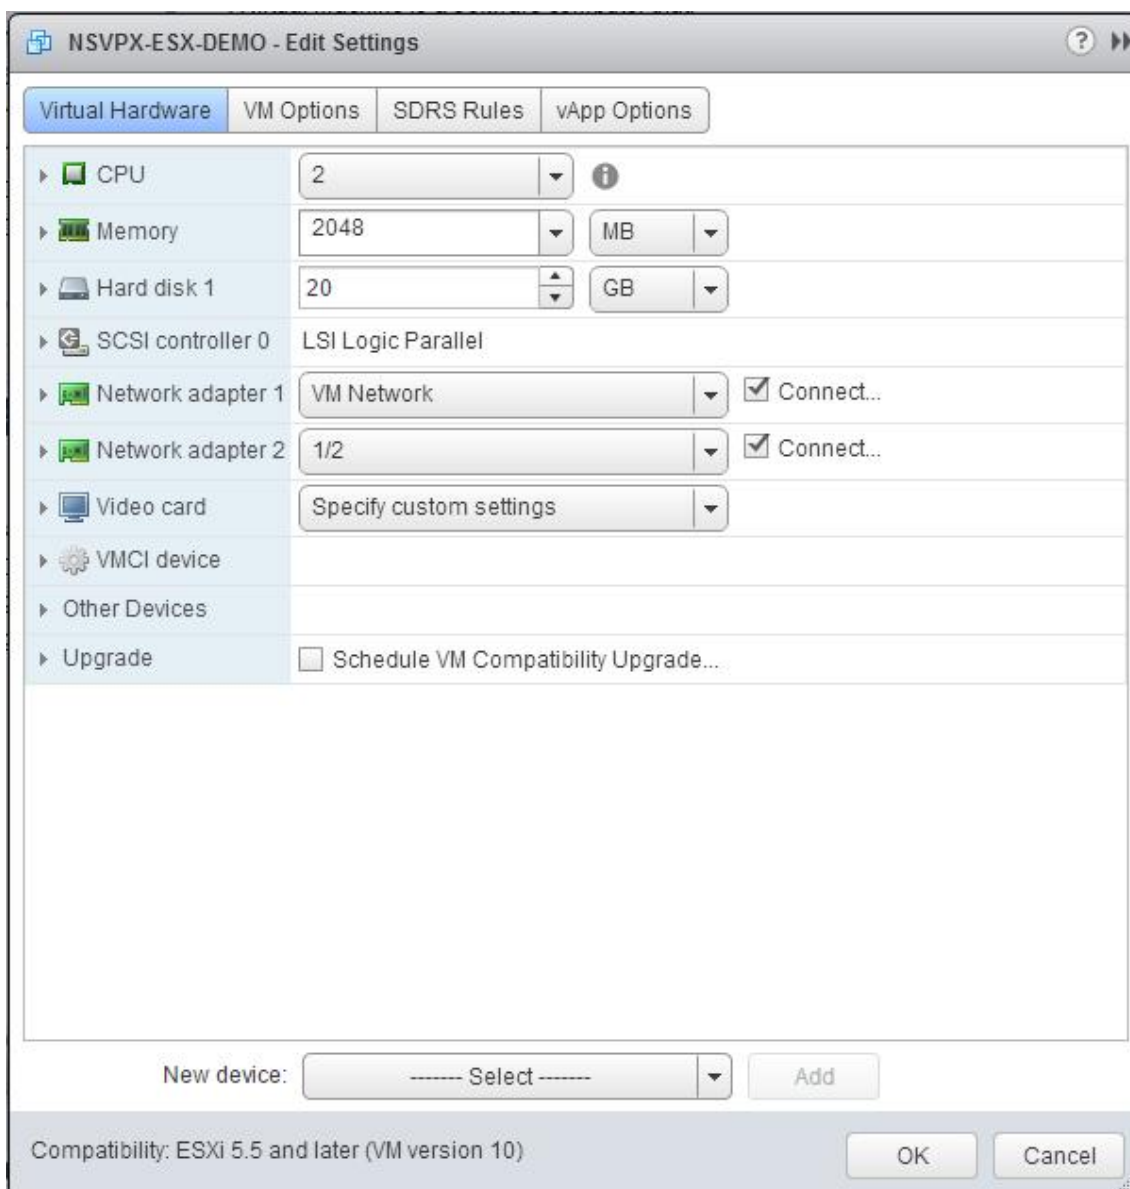 NSVPX-ESX-DEMO - Edit Settings
Virtual Hardware VM Options SDRS Rules vApp Options
CPU 2
Memory 2048 MB
Hard disk 1 20 GB
SCSI controller 0 LSI Logic Parallel
Network adapter 1 VM Network Connect...
Network adapter 2 1/2 Connect...
Video card Specify custom settings
VMCI device
Other Devices
Upgrade Schedule VM Compatibility Upgrade...
New device: ------- Select ------- Add
Compatibility: ESXi 5.5 and later (VM version 10) OK Cancel